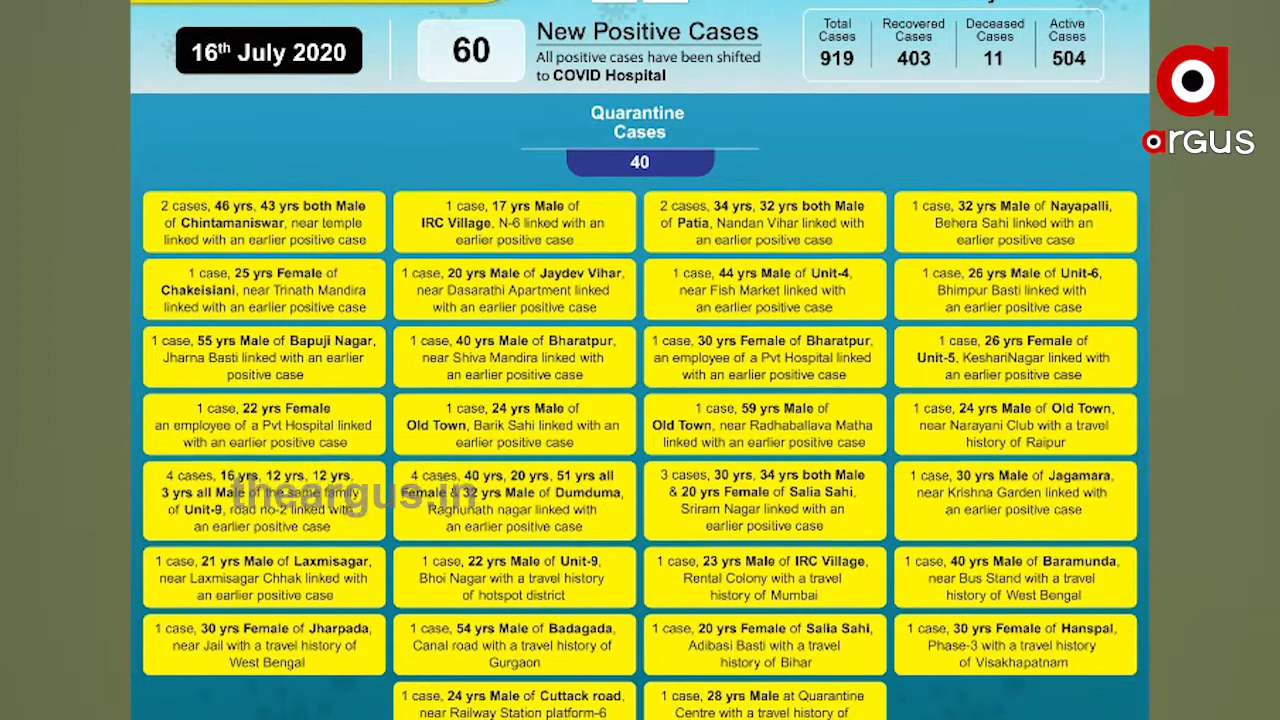 16th July 2020
60
New Positive Cases
All positive cases have been shifted
to COVID Hospital
Total Cases
919
Recovered Cases
403
Deceased Cases
11
Active Cases
504
argus
Quarantine
Cases
40
2 cases, 46 yrs, 43 yrs both Male
of Chintamaniswar, near temple
linked with an earlier positive case
1 case, 17 yrs Male of
IRC Village, N-6 linked with an
earlier positive case
2 cases, 34 yrs, 32 yrs both Male
of Patia, Nandan Vihar linked with
an earlier positive case
1 case, 32 yrs Male of Nayapalli,
Behera Sahi linked with an
earlier positive case
1 case, 25 yrs Female of
Chakeisiani, near Trinath Mandira
linked with an earlier positive case
1 case, 20 yrs Male of Jaydev Vihar,
near Dasarathi Apartment linked
with an earlier positive case
1 case, 44 yrs Male of Unit-4,
near Fish Market linked with
an earlier positive case
1 case, 26 yrs Male of Unit-6,
Bhimpur Basti linked with
an earlier positive case
1 case, 55 yrs Male of Bapuji Nagar,
Jharna Basti linked with an earlier
positive case
1 case, 40 yrs Male of Bharatpur,
near Shiva Mandira linked with
an earlier positive case
1 case, 30 yrs Female of Bharatpur,
an employee of a Pvt Hospital linked
with an earlier positive case
1 case, 26 yrs Female of
Unit-5, KeshariNagar linked with
an earlier positive case
1 case, 22 yrs Female
an employee of a Pvt Hospital linked
with an earlier positive case
1 case, 24 yrs Male of
Old Town, Barik Sahi linked with an
earlier positive case
1 case, 59 yrs Male of
Old Town, near Radhaballava Matha
linked with an earlier positive case
1 case, 24 yrs Male of Old Town,
near Narayani Club with a travel
history of Raipur
4 cases, 16 yrs, 12 yrs, 12 yrs,
3 yrs all Male of the same family
of Unit-9, road no-2 linked with
an earlier positive case
4 cases, 40 yrs, 20 yrs, 51 yrs all
Female & 32 yrs Male of Dumduma,
Raghunath nagar linked with
an earlier positive case
theargus.in
3 cases, 30 yrs, 34 yrs both Male
& 20 yrs Female of Salia Sahi,
Sriram Nagar linked with an
earlier positive case
1 case, 30 yrs Male of Jagamara,
near Krishna Garden linked with
an earlier positive case
1 case, 21 yrs Male of Laxmisagar,
near Laxmisagar Chhak linked with
an earlier positive case
1 case, 22 yrs Male of Unit-9,
Bhoi Nagar with a travel history
of hotspot district
1 case, 23 yrs Male of IRC Village,
Rental Colony with a travel
history of Mumbai
1 case, 40 yrs Male of Baramunda,
near Bus Stand with a travel
history of West Bengal
1 case, 30 yrs Female of Jharpada,
near Jail with a travel history of
West Bengal
1 case, 54 yrs Male of Badagada,
Canal road with a travel history of
Gurgaon
1 case, 20 yrs Female of Salia Sahi,
Adibasi Basti with a travel
history of Bihar
1 case, 30 yrs Female of Hanspal,
Phase-3 with a travel history
of Visakhapatnam
1 case, 24 yrs Male of Cuttack road,
near Railway Station platform-6
1 case, 28 yrs Male at Quarantine
Centre with a travel history of